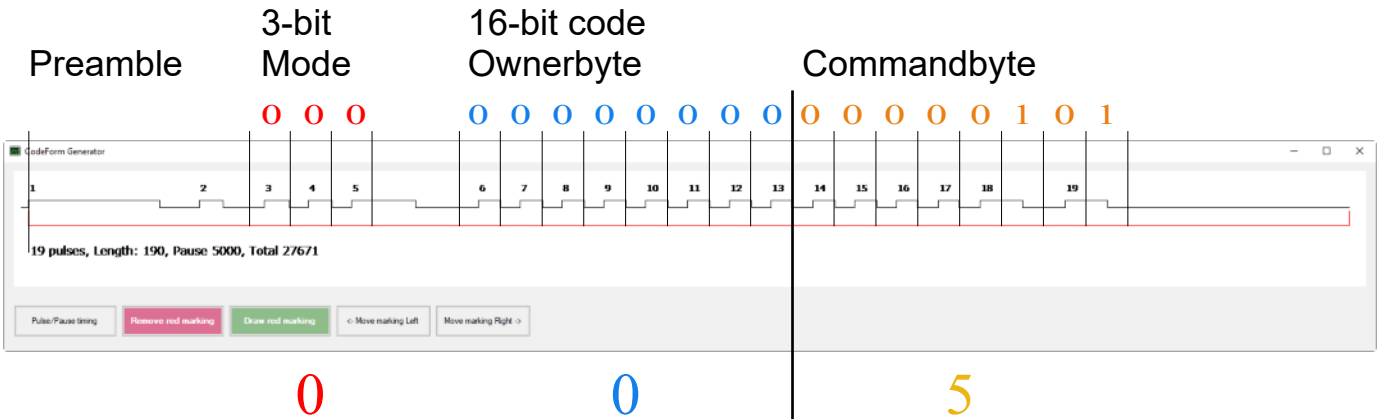 3-bit 16-bit code
Preamble Mode Ownerbyte Commandbyte
0 0 0 0 0 0 0 0 0 0 0 0 0 0 0 0 1 0 1
CodeForm Generator
1 2 3 4 5 6 7 8 9 10 11 12 13 14 15 16 17 18 19
19 pulses, Length: 190, Pause 5000, Total 27671
Pulse/Pause timing Remove red marking Draw red marking <- Move marking Left Move marking Right ->
0 0 5